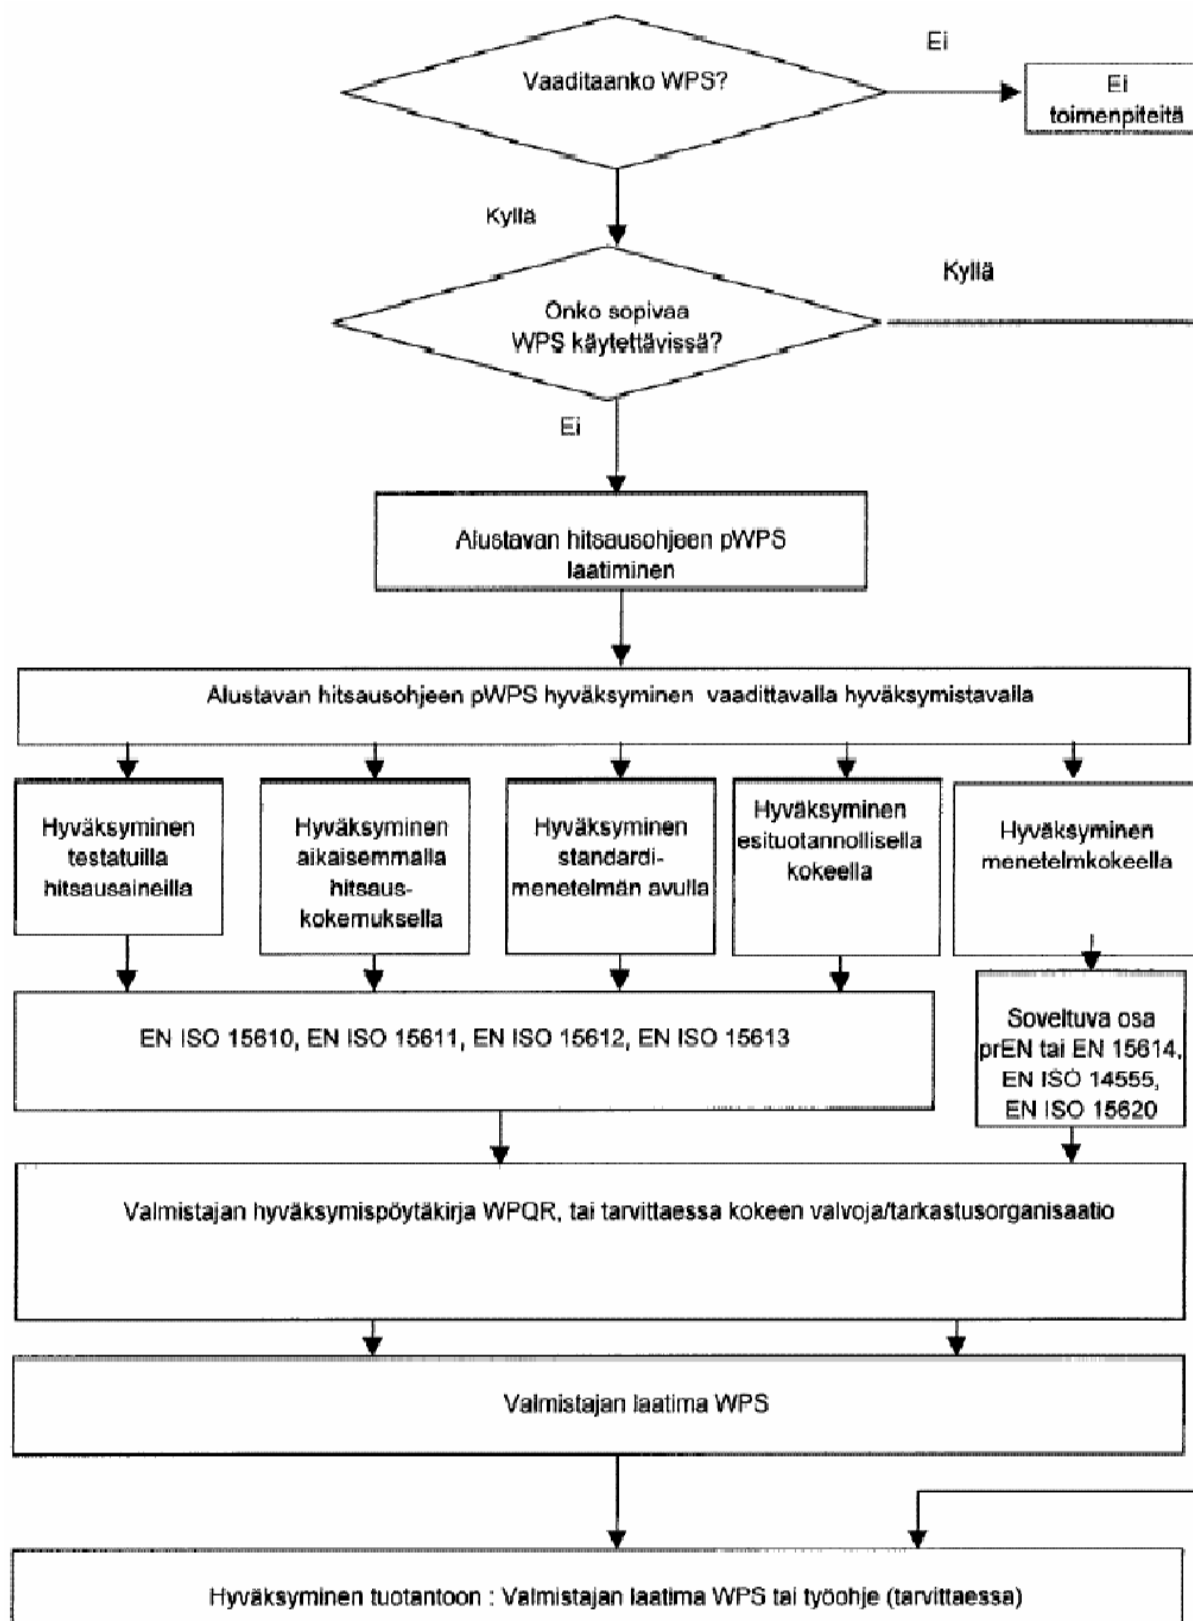 Ei
Vaaditaanko WPS?
Ei
toimenpiteitä
Kyllä
Kyllä
Onko sopivaa
WPS käytettävissä?
Ei
Alustavan hitsausohjeen pWPS
laatiminen
Alustavan hitsausohjeen pWPS hyväksyminen vaadittavalla hyväksymistavalla
Hyväksyminen
testatuilla
hitsausaineilla
Hyväksyminen
aikaisemmalla
hitsaus-
kokemuksella
Hyväksyminen
standardi-
menetelmän avulla
Hyväksyminen
esituotannollisella
kokeella
Hyväksyminen
menetelmkokeella
EN ISO 15610, EN ISO 15611, EN ISO 15612, EN ISO 15613
Soveltuva osa
prEN tai EN 15614,
EN ISO 14555,
EN ISO 15620
Valmistajan hyväksymispöytäkirja WPQR, tai tarvittaessa kokeen valvoja/tarkastusorganisaatio
Valmistajan laatima WPS
Hyväksyminen tuotantoon : Valmistajan laatima WPS tai työohje (tarvittaessa)